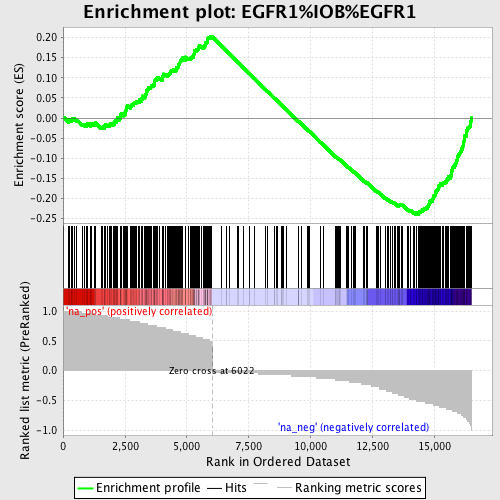 Enrichment plot: EGFR1%IOB%EGFR1
Enrichment score (ES)
0.20
0.15
0.10
0.05
0.00
-0.05
-0.10
-0.15
-0.20
-0.25
Ranked list metric (PreRanked)
1.0
0.5
0.0
-0.5
-1.0
'na_pos' (positively correlated)
Zero cross at 6022
'na_neg' (negatively correlated)
0
2,500
5,000
7,500
10,000
12,500
15,000
Rank in Ordered Dataset
Enrichment profile
Hits
Ranking metric scores